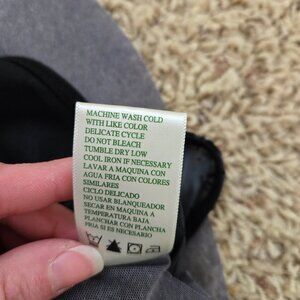 MACHINE WASH COLD
WITH LIKE COLOR
DELICATE CYCLE
DO NOT BLEACH
TUMBLE DRY LOW
COOL IRON IF NECESSARY
LAVAR A MAQUINA CON
AGUA FRIA CON COLORES
SIMILARES
CICLO DELICADO
NO USAR BLANQUEADOR
SECAR EN MAQUINA A
TEMPERATURA BAJA
PLANCHAR CON PLANCHA
FRIA SI ES NECESARIO